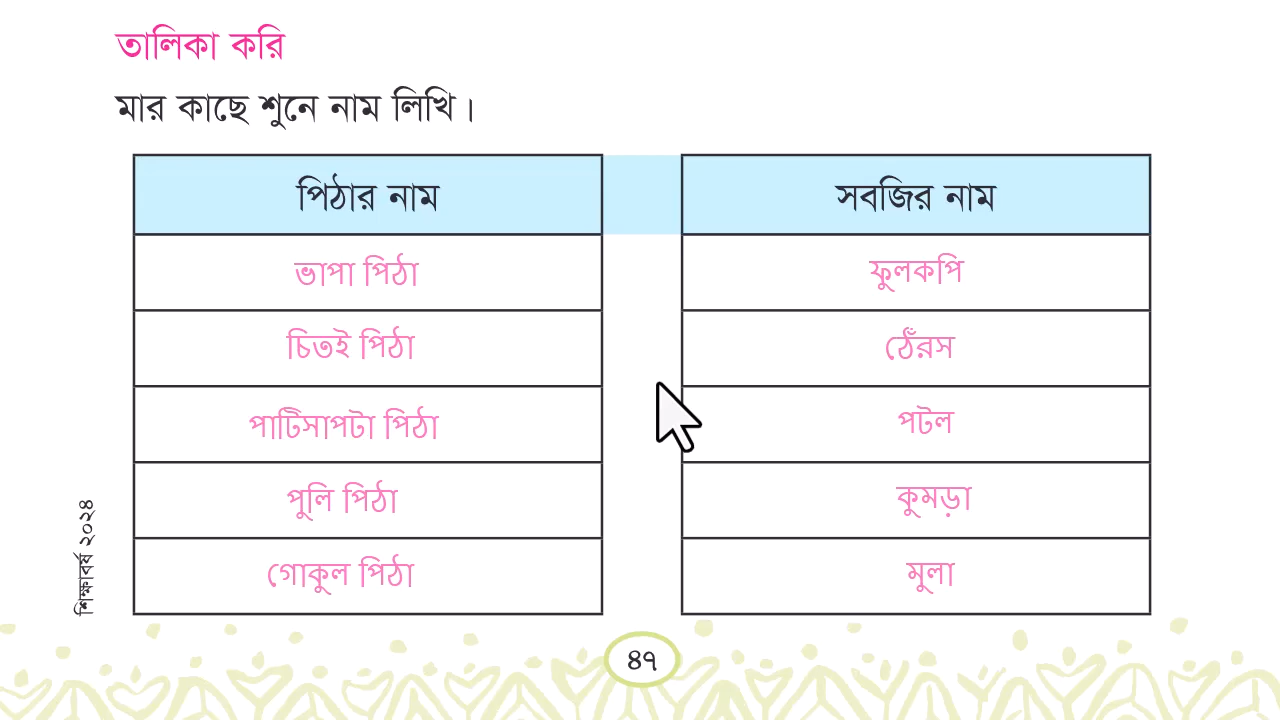 তালিকা করি
মার কাছে শুনে নাম লিখি।
পিঠার নাম সবজির নাম
ভাপা পিঠা ফুলকপি
চিতই পিঠা ঠেঁরস
পাটিসাপটা পিঠা পটল
পুলি পিঠা কুমড়া
গোকুল পিঠা মুলা
শিক্ষাবর্ষ ২০২৪
৪৭